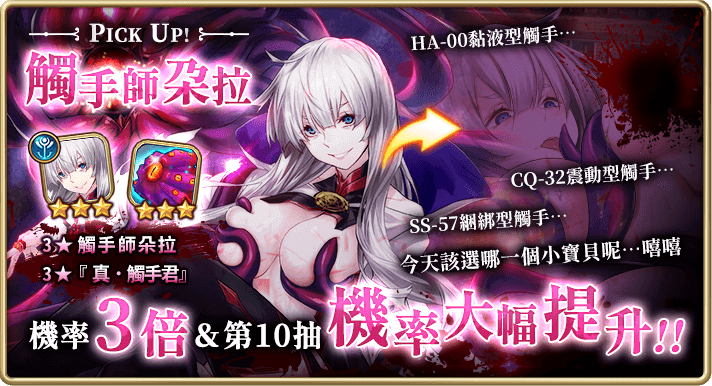 PICK UP!
觸手師朵拉
HA-00黏液型觸手…
CQ-32震動型觸手…
SS-57綑綁型觸手…
今天該選哪一個小寶貝呢…嘻嘻
3★ 觸手師朵拉
3★『真・觸手君』
機率3倍&第10抽機率大幅提升!!